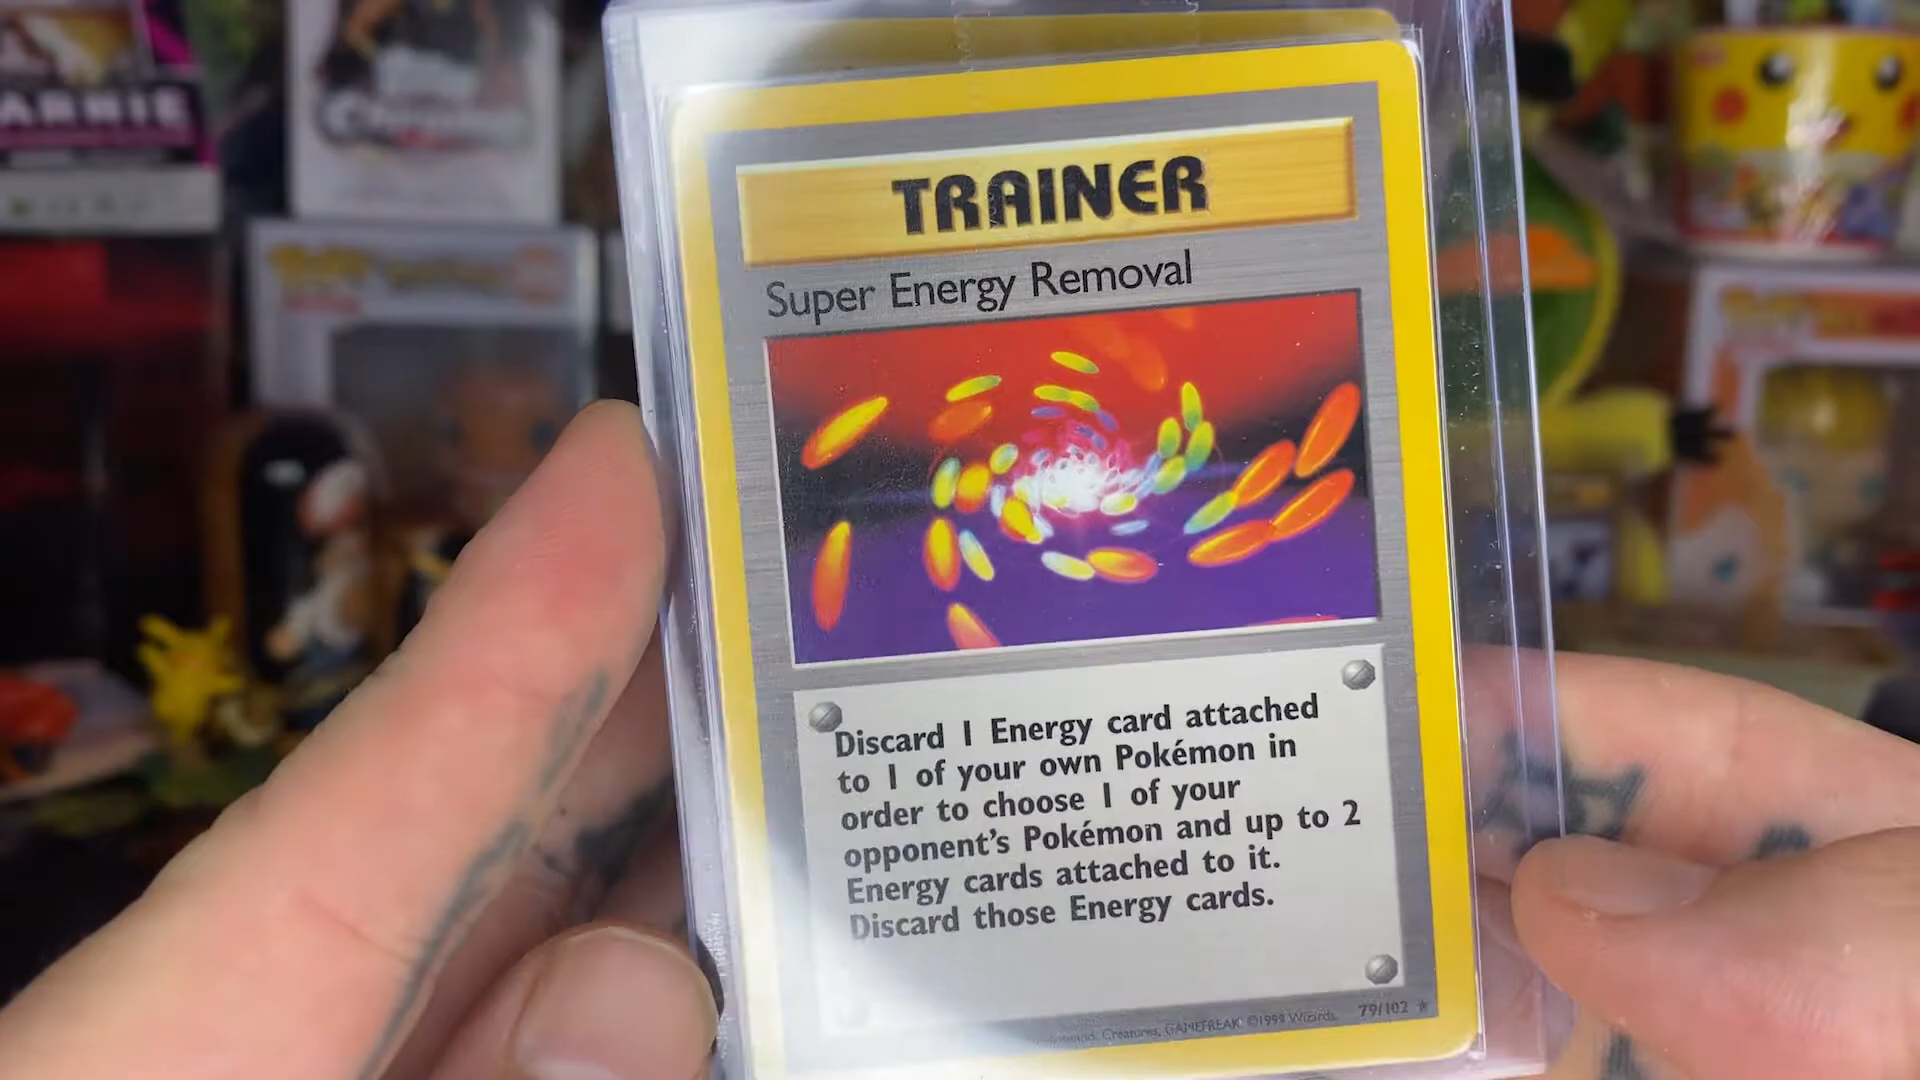 ARNIE
TRAINER
Super Energy Removal
Discard 1 Energy card attached
to 1 of your own Pokémon in
order to choose 1 of your
opponent's Pokémon and up to 2
Energy cards attached to it.
Discard those Energy cards.
Creatures, GAMEFREAK ©1999 Wizards. 79/102 ★